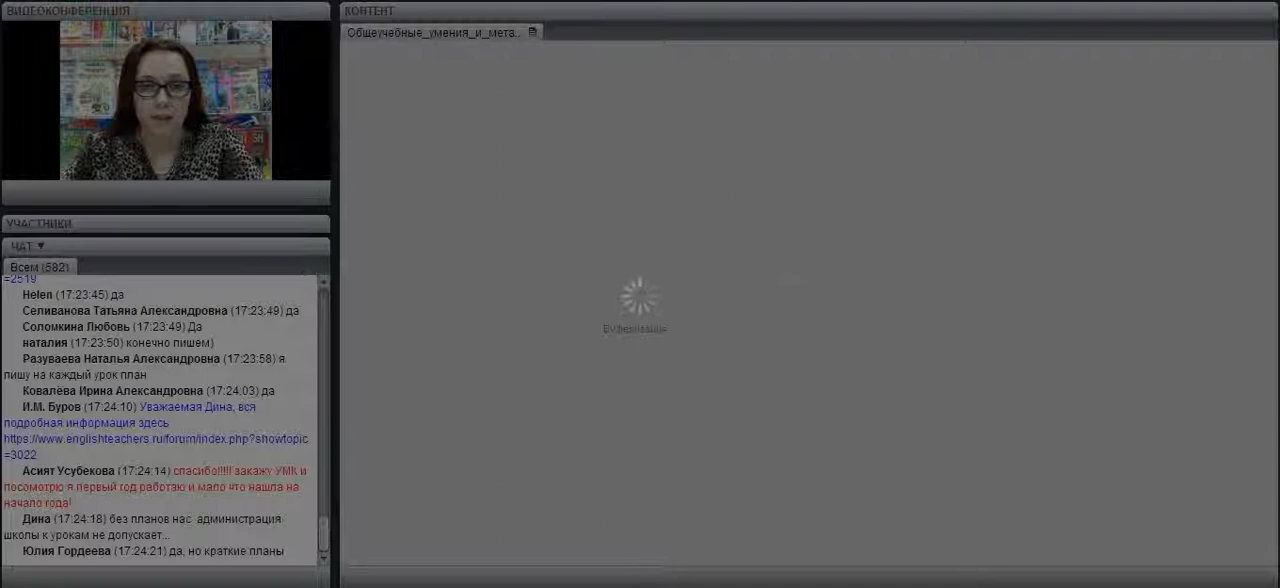 ВИДЕОКОНФЕРЕНЦИЯ
КОНТЕНТ
Общеучебные_умения_и_мета..
Буферизация
УЧАСТНИКИ
ЧАТ ▼
Всем (582)
=2519
Helen (17:23:45) да
Селиванова Татьяна Александровна (17:23:49) да
Соломкина Любовь (17:23:49) Да
наталия (17:23:50) конечно пишем)
Разуваева Наталья Александровна (17:23:58) я
пишу на каждый урок план
Ковалёва Ирина Александровна (17:24:03) да
И.М. Буров (17:24:10) Уважаемая Дина, вся
подробная информация здесь
https://www.englishteachers.ru/forum/index.php?showtopic
=3022
Асият Усубекова (17:24:14) спасибо!!!!! закажу УМК и
посомотрю я первый год работаю и мало что нашла на
начало года!
Дина (17:24:18) без планов нас администрация
школы к урокам не допускает...
Юлия Гордеева (17:24:21) да, но краткие планы